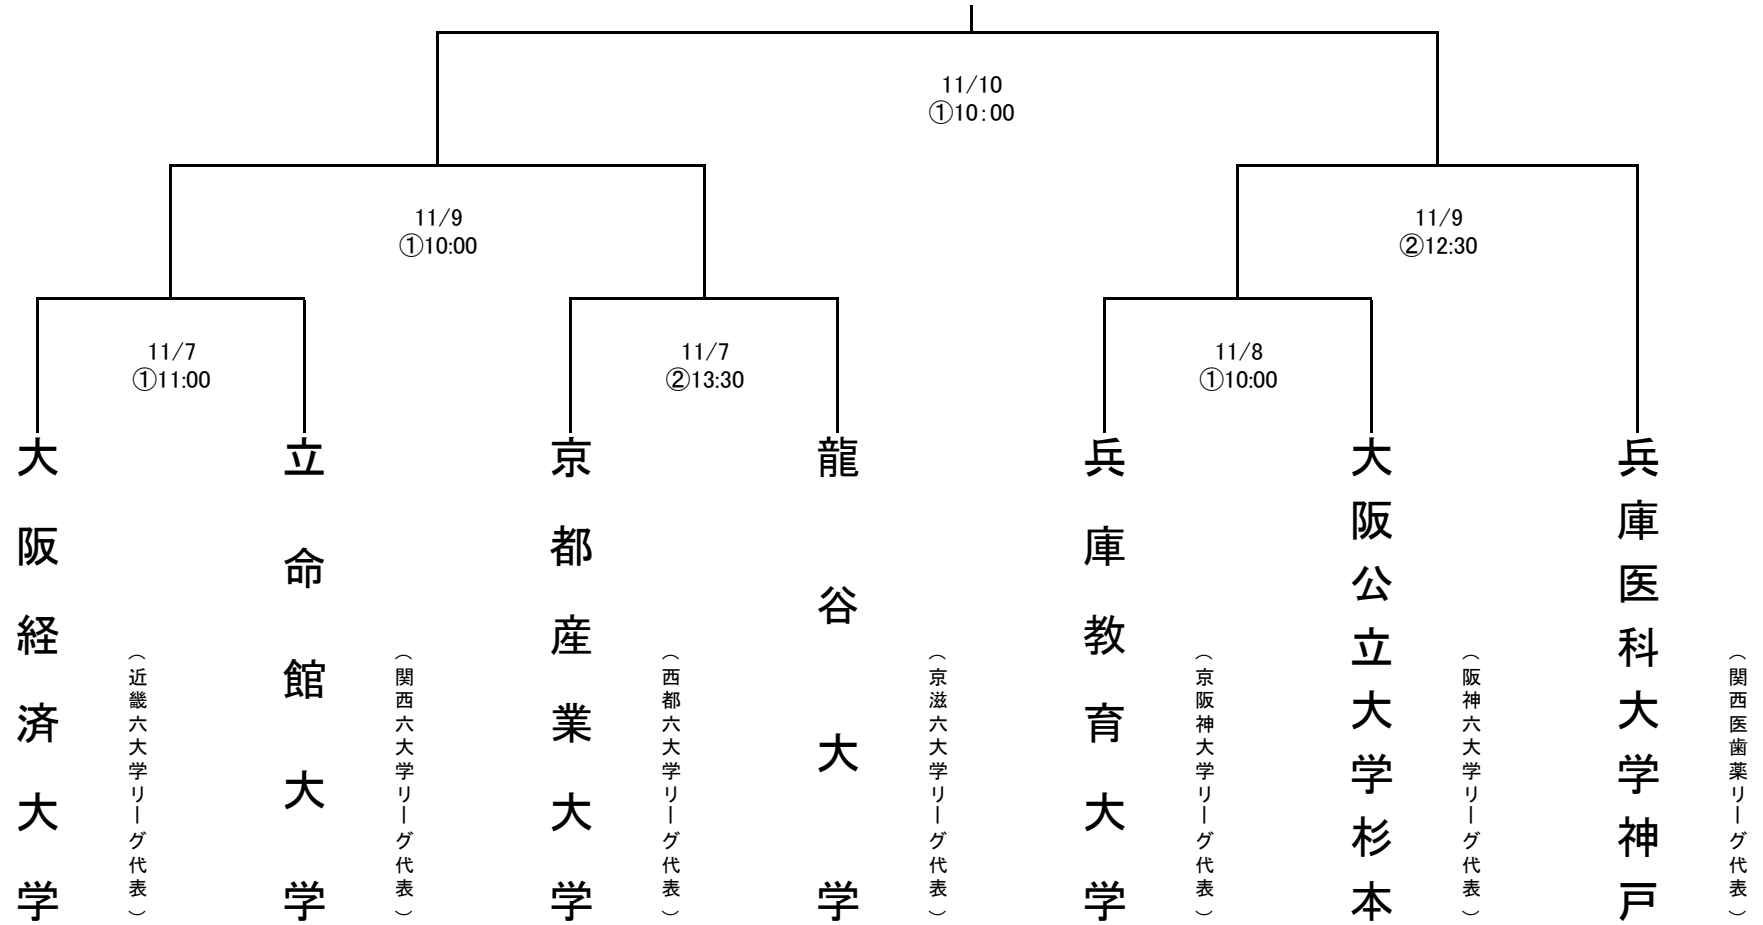 11/10
①10:00
11/9
①10:00
11/9
②12:30
11/7
①11:00
11/7
②13:30
11/8
①10:00
大阪経済大学
（近畿六大学リーグ代表）
立命館大学
（関西六大学リーグ代表）
京都産業大学
（西都六大学リーグ代表）
龍谷大学
（京滋六大学リーグ代表）
兵庫教育大学
（京阪神大学リーグ代表）
大阪公立大学杉本
（阪神六大学リーグ代表）
兵庫医科大学神戸
（関西医歯薬リーグ代表）